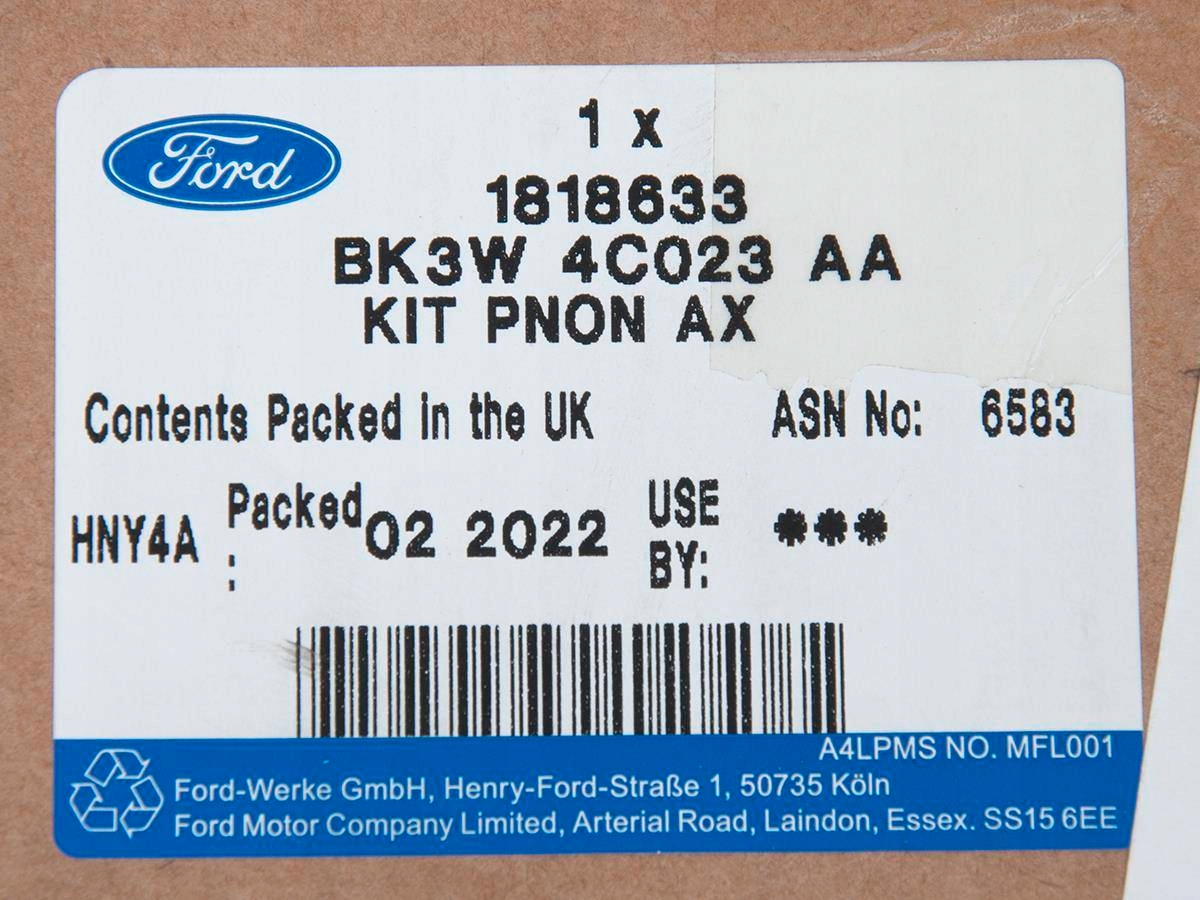 Ford
1 x
1818633
BK3W 4C023 AA
KIT PNON AX
Contents Packed in the UK ASN No: 6583
HNY4A Packed : 02 2022 USE BY: ***
A4LPMS NO. MFL001
Ford-Werke GmbH, Henry-Ford-Straße 1, 50735 Köln
Ford Motor Company Limited, Arterial Road, Laindon, Essex. SS15 6EE